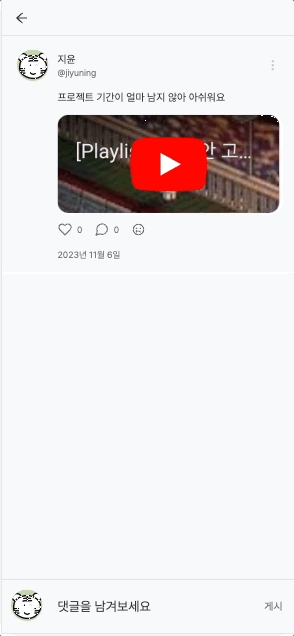 지윤
@jiyuning
프로젝트 기간이 얼마 남지 않아 아쉬워요
[Playli 안 고...
0 0
2023년 11월 6일
댓글을 남겨보세요 게시